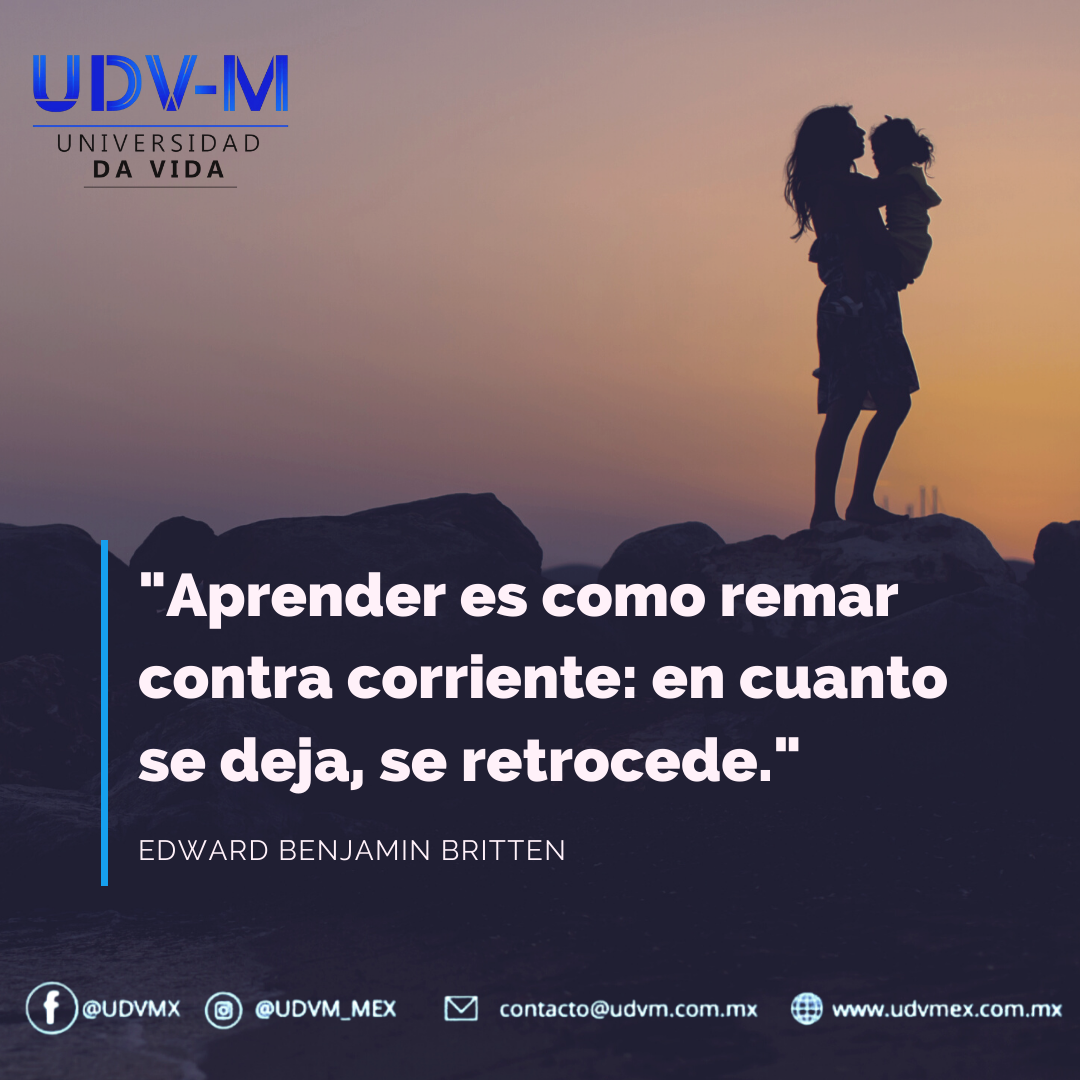 UDV-M
UNIVERSIDAD
DA VIDA
"Aprender es como remar
contra corriente: en cuanto
se deja, se retrocede."
EDWARD BENJAMIN BRITTEN
@UDVMX @UDVM_MEX contacto@udvm.com.mx www.udvmex.com.mx